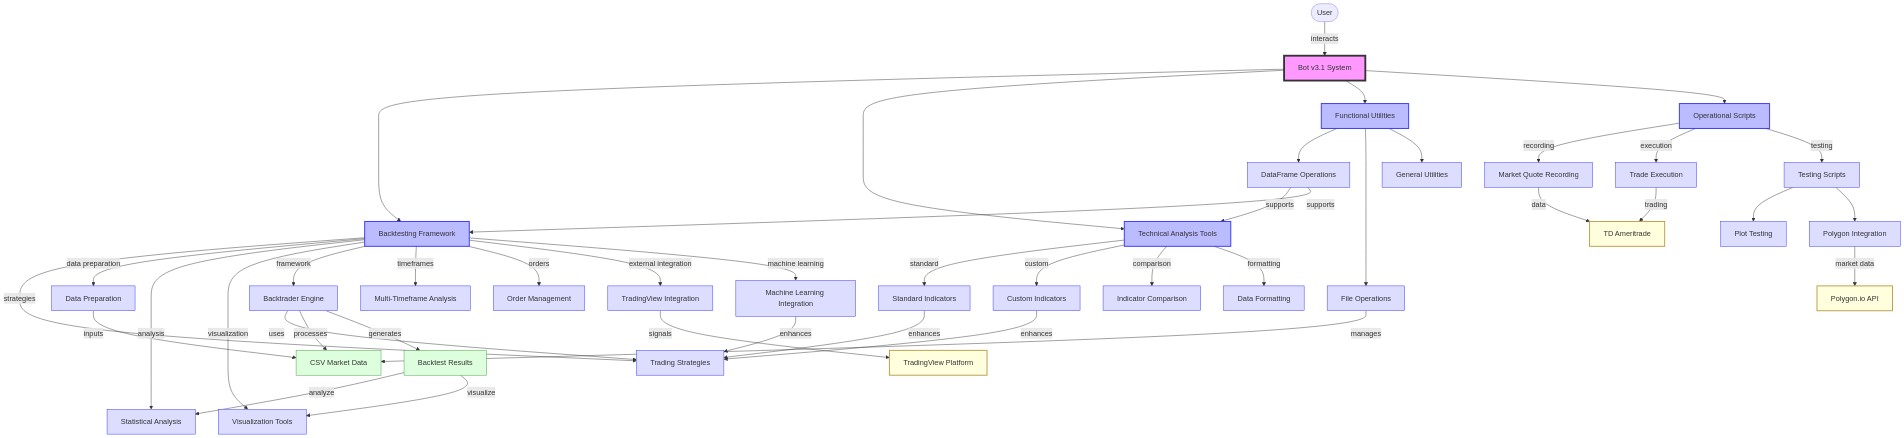 User
interacts
Bot v3.1 System
Functional Utilities
Operational Scripts
recording
execution
testing
DataFrame Operations
General Utilities
Market Quote Recording
Trade Execution
Testing Scripts
supports
supports
data
trading
Backtesting Framework
Technical Analysis Tools
TD Ameritrade
Plot Testing
Polygon Integration
data preparation
framework
timeframes
orders
external integration
machine learning
standard
custom
comparison
formatting
market data
strategies
Data Preparation
Backtrader Engine
Multi-Timeframe Analysis
Order Management
TradingView Integration
Machine Learning
Integration
Standard Indicators
Custom Indicators
Indicator Comparison
Data Formatting
File Operations
Polygon.io API
inputs
analysis
visualization
uses
processes
generates
signals
enhances
enhances
enhances
manages
CSV Market Data
Backtest Results
Trading Strategies
TradingView Platform
analyze
visualize
Statistical Analysis
Visualization Tools